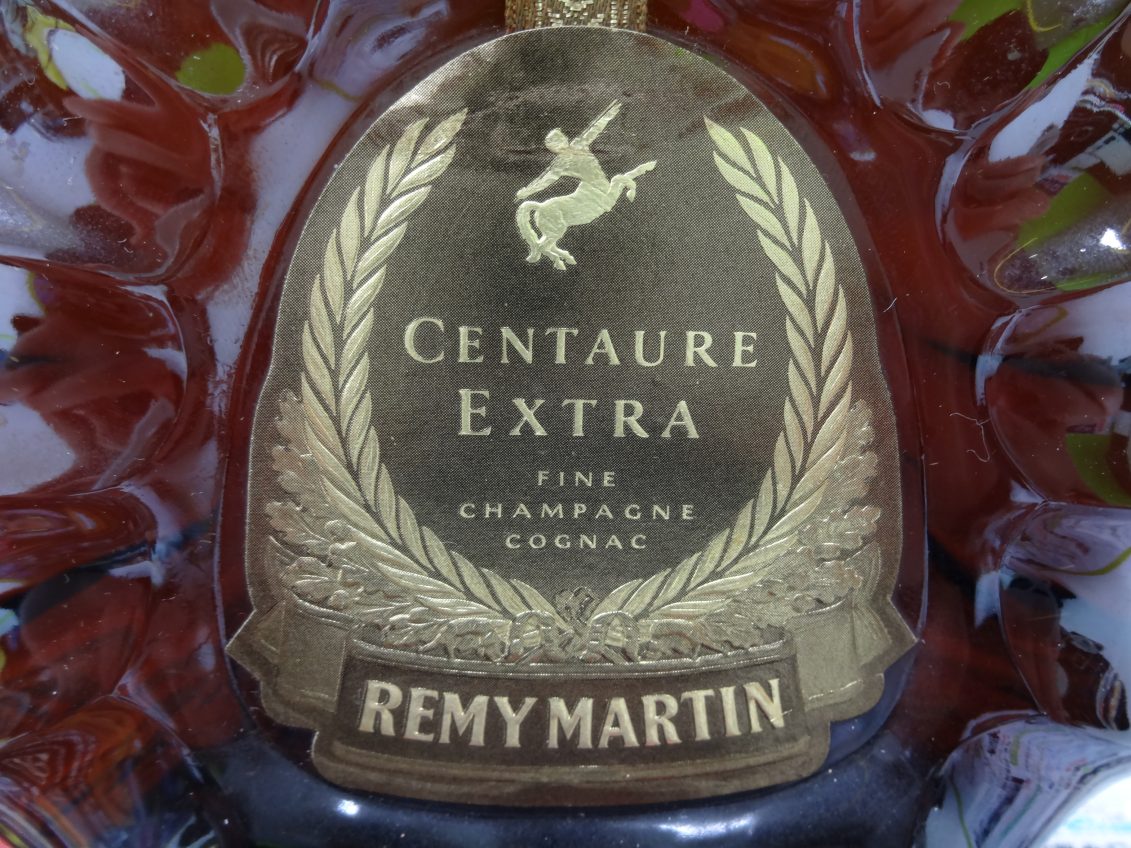 CENTAURE
EXTRA
FINE
CHAMPAGNE
COGNAC
REMY MARTIN